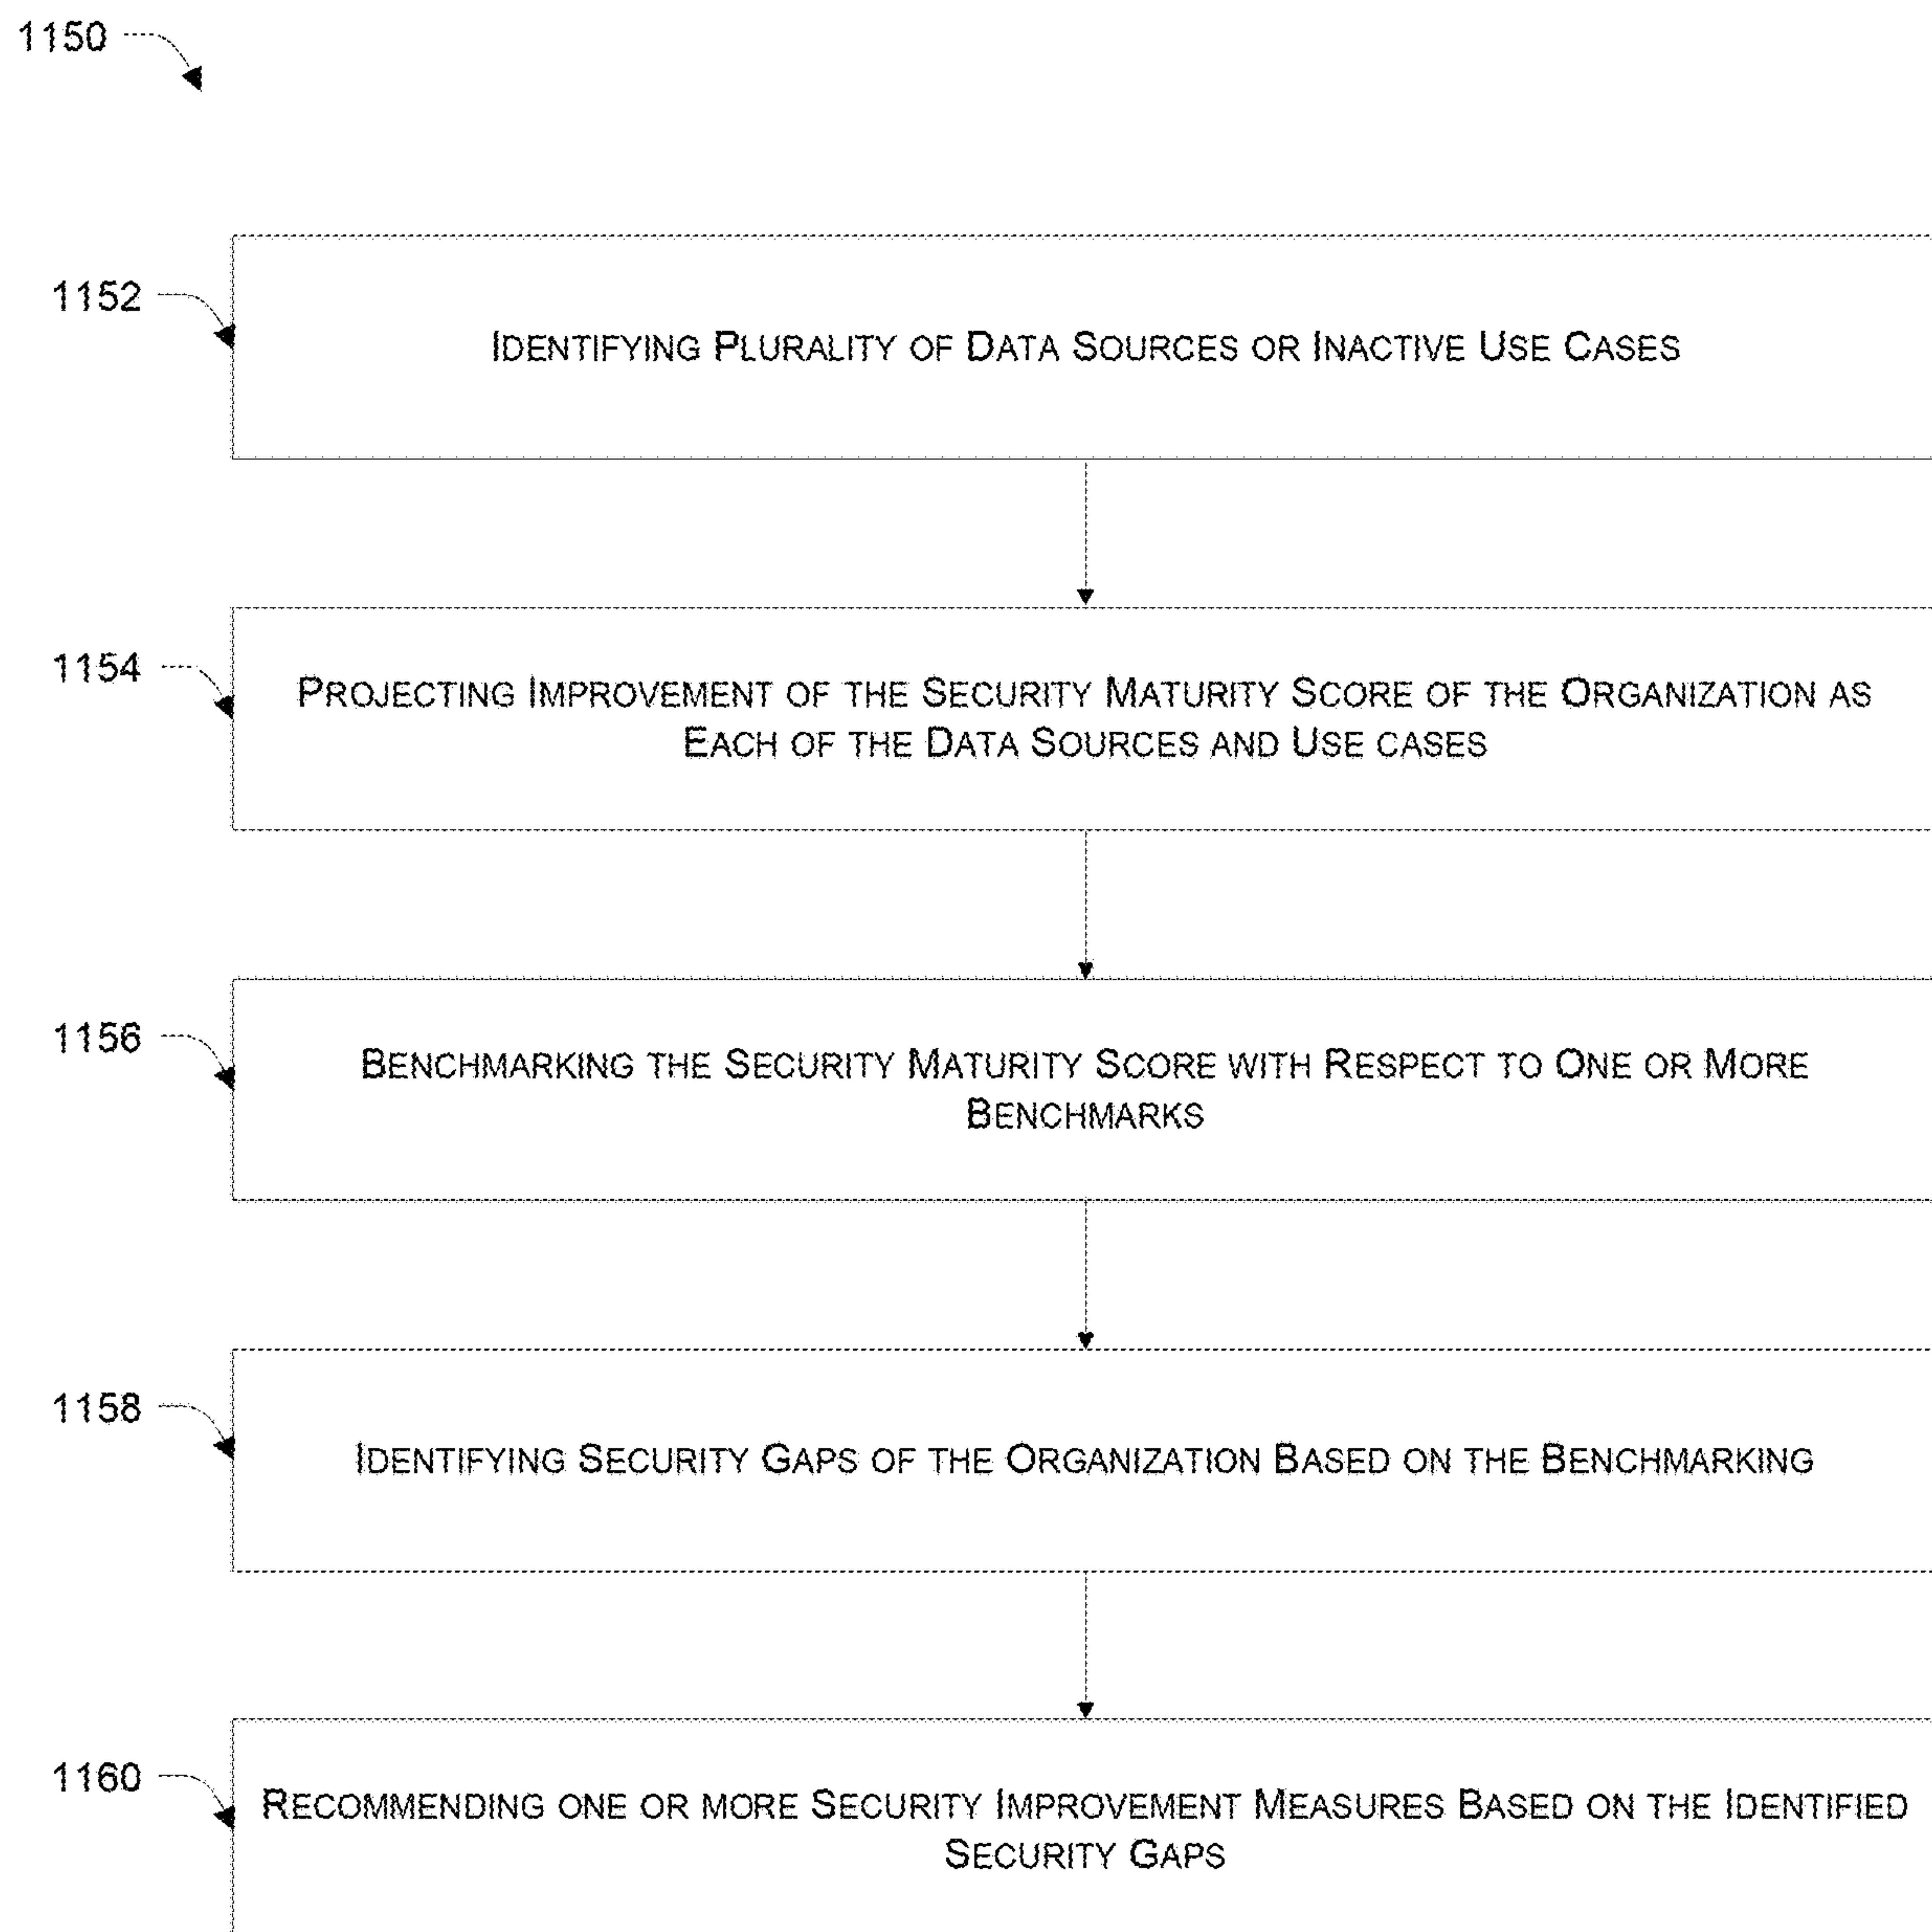 1150
1152
IDENTIFYING PLURALITY OF DATA SOURCES OR INACTIVE USE CASES
1154
PROJECTING IMPROVEMENT OF THE SECURITY MATURITY SCORE OF THE ORGANIZATION AS
EACH OF THE DATA SOURCES AND USE CASES
1156
BENCHMARKING THE SECURITY MATURITY SCORE WITH RESPECT TO ONE OR MORE
BENCHMARKS
1158
IDENTIFYING SECURITY GAPS OF THE ORGANIZATION BASED ON THE BENCHMARKING
1160
RECOMMENDING ONE OR MORE SECURITY IMPROVEMENT MEASURES BASED ON THE IDENTIFIED
SECURITY GAPS